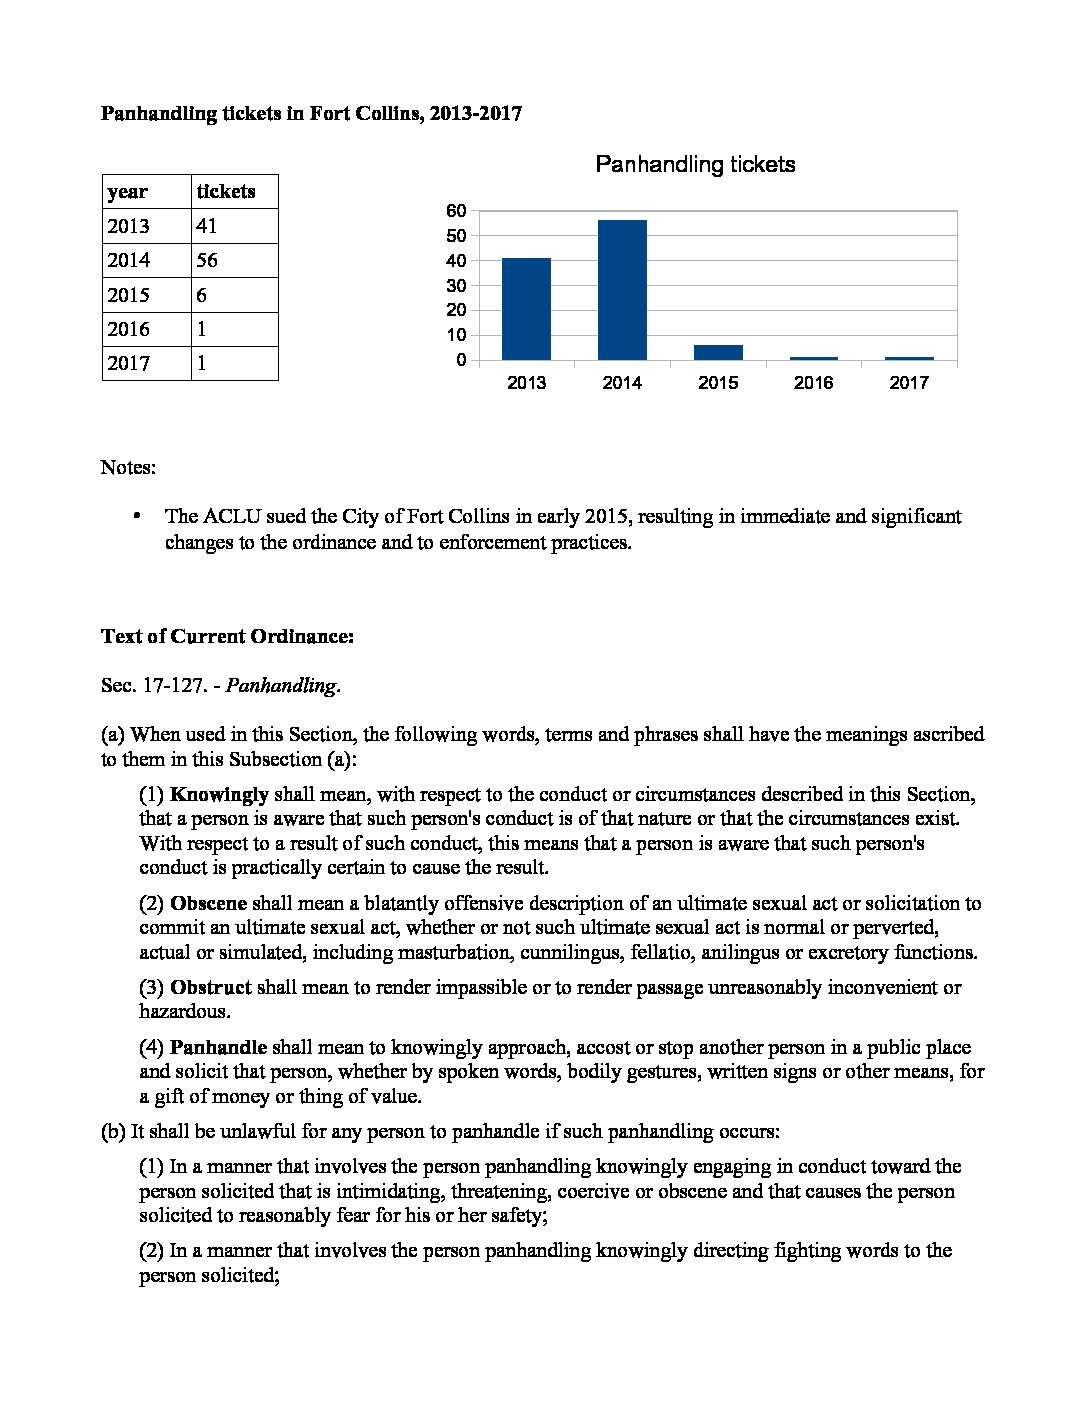 Panhandling tickets in Fort Collins, 2013-2017
year tickets
2013 41
2014 56
2015 6
2016 1
2017 1
Panhandling tickets
60
50
40
30
20
10
0
2013 2014 2015 2016 2017
Notes:
• The ACLU sued the City of Fort Collins in early 2015, resulting in immediate and significant
changes to the ordinance and to enforcement practices.
Text of Current Ordinance:
Sec. 17-127. - Panhandling.
(a) When used in this Section, the following words, terms and phrases shall have the meanings ascribed
to them in this Subsection (a):
(1) Knowingly shall mean, with respect to the conduct or circumstances described in this Section,
that a person is aware that such person's conduct is of that nature or that the circumstances exist.
With respect to a result of such conduct, this means that a person is aware that such person's
conduct is practically certain to cause the result.
(2) Obscene shall mean a blatantly offensive description of an ultimate sexual act or solicitation to
commit an ultimate sexual act, whether or not such ultimate sexual act is normal or perverted,
actual or simulated, including masturbation, cunnilingus, fellatio, anilingus or excretory functions.
(3) Obstruct shall mean to render impassible or to render passage unreasonably inconvenient or
hazardous.
(4) Panhandle shall mean to knowingly approach, accost or stop another person in a public place
and solicit that person, whether by spoken words, bodily gestures, written signs or other means, for
a gift of money or thing of value.
(b) It shall be unlawful for any person to panhandle if such panhandling occurs:
(1) In a manner that involves the person panhandling knowingly engaging in conduct toward the
person solicited that is intimidating, threatening, coercive or obscene and that causes the person
solicited to reasonably fear for his or her safety;
(2) In a manner that involves the person panhandling knowingly directing fighting words to the
person solicited;